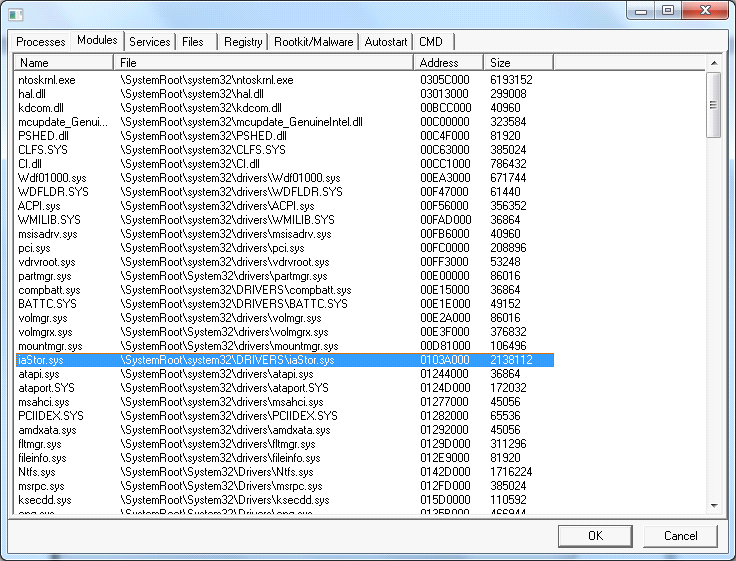 Processes Modules Services Files Registry Rootkit/Malware Autostart CMD
Name File Address Size
ntoskrnl.exe \SystemRoot\system32\ntoskrnl.exe 0305C000 6193152
hal.dll \SystemRoot\system32\hal.dll 03013000 299008
kdcom.dll \SystemRoot\system32\kdcom.dll 00BCC000 40960
mcupdate_Genui... \SystemRoot\system32\mcupdate_GenuineIntel.dll 00C00000 323584
PSHED.dll \SystemRoot\system32\PSHED.dll 00C4F000 81920
CLFS.SYS \SystemRoot\system32\CLFS.SYS 00C63000 385024
CI.dll \SystemRoot\system32\CI.dll 00CC1000 786432
Wdf01000.sys \SystemRoot\system32\drivers\Wdf01000.sys 00EA3000 671744
WDFLDR.SYS \SystemRoot\system32\drivers\WDFLDR.SYS 00F47000 61440
ACPI.sys \SystemRoot\system32\drivers\ACPI.sys 00F56000 356352
WMILIB.SYS \SystemRoot\system32\drivers\WMILIB.SYS 00FAD000 36864
msisadrv.sys \SystemRoot\system32\drivers\msisadrv.sys 00FB6000 40960
pci.sys \SystemRoot\system32\drivers\pci.sys 00FC0000 208896
vdrvroot.sys \SystemRoot\system32\drivers\vdrvroot.sys 00FF3000 53248
partmgr.sys \SystemRoot\System32\drivers\partmgr.sys 00E00000 86016
compbatt.sys \SystemRoot\system32\DRIVERS\compbatt.sys 00E15000 36864
BATTC.SYS \SystemRoot\system32\DRIVERS\BATTC.SYS 00E1E000 49152
volmgr.sys \SystemRoot\system32\drivers\volmgr.sys 00E2A000 86016
volmgrx.sys \SystemRoot\System32\drivers\volmgrx.sys 00E3F000 376832
mountmgr.sys \SystemRoot\System32\drivers\mountmgr.sys 00D81000 106496
iaStor.sys \SystemRoot\system32\DRIVERS\iaStor.sys 0103A000 2138112
atapi.sys \SystemRoot\system32\drivers\atapi.sys 01244000 36864
ataport.SYS \SystemRoot\system32\drivers\ataport.SYS 0124D000 172032
msahci.sys \SystemRoot\system32\drivers\msahci.sys 01277000 45056
PCIIDEX.SYS \SystemRoot\system32\drivers\PCIIDEX.SYS 01282000 65536
amdxata.sys \SystemRoot\system32\drivers\amdxata.sys 01292000 45056
fltmgr.sys \SystemRoot\system32\drivers\fltmgr.sys 0129D000 311296
fileinfo.sys \SystemRoot\system32\drivers\fileinfo.sys 012E9000 81920
Ntfs.sys \SystemRoot\System32\Drivers\Ntfs.sys 0142D000 1716224
msrpc.sys \SystemRoot\System32\Drivers\msrpc.sys 012FD000 385024
ksecdd.sys \SystemRoot\System32\Drivers\ksecdd.sys 015D0000 110592
OK Cancel